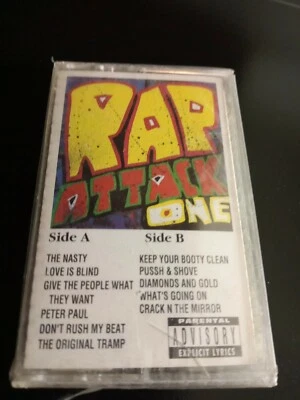 RAP
ATTACK
ONE
Side A
THE NASTY
LOVE IS BLIND
GIVE THE PEOPLE WHAT
THEY WANT
PETER PAUL
DON'T RUSH MY BEAT
THE ORIGINAL TRAMP
Side B
KEEP YOUR BOOTY CLEAN
PUSSH & SHOVE
DIAMONDS AND GOLD
WHAT'S GOING ON
CRACK N THE MIRROR
PARENTAL
ADVISORY
EXPLICIT LYRICS